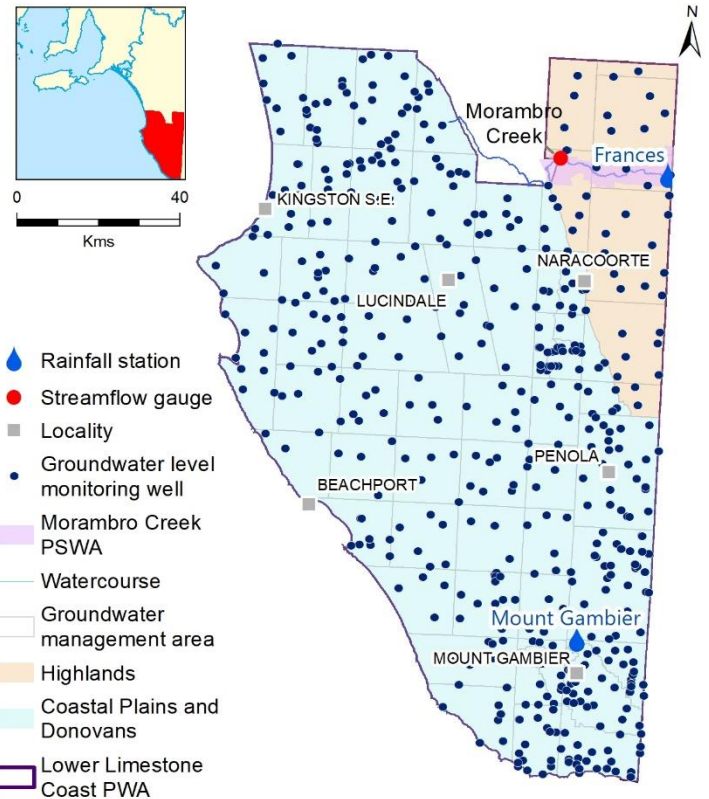 N
Morambro
Creek
Frances
0 40
Kms
KINGSTON S.E.
NARACOORTE
LUCINDALE
Rainfall station
Streamflow gauge
Locality
Groundwater level
monitoring well
PENOLA
BEACHPORT
Morambro Creek
PSWA
Watercourse
Groundwater
management area
Mount Gambier
MOUNT GAMBIER
Highlands
Coastal Plains and
Donovans
Lower Limestone
Coast PWA